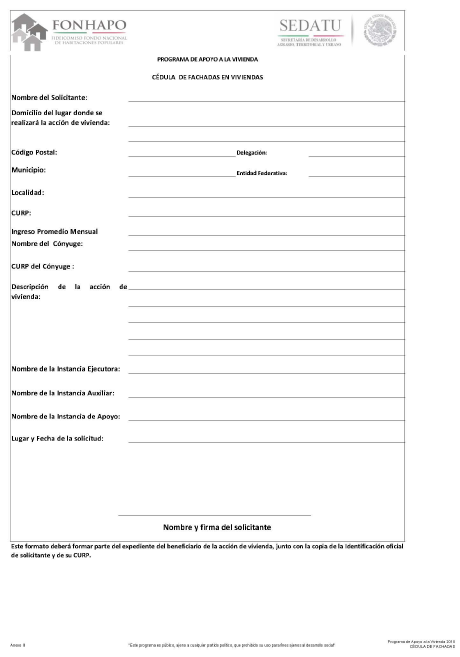 FONHAPO
FIDEICOMISO FONDO NACIONAL
DE HABITACIONES POPULARES
SEDATU
SECRETARÍA DE DESARROLLO
AGRARIO, TERRITORIAL Y URBANO
PROGRAMA DE APOYO A LA VIVIENDA
CÉDULA DE FACHADAS EN VIVIENDAS
Nombre del Solicitante:
Domicilio del lugar donde se
realizará la acción de vivienda:
Código Postal: Delegación:
Municipio: Entidad Federativa:
Localidad:
CURP:
Ingreso Promedio Mensual
Nombre del Cónyuge:
CURP del Cónyuge :
Descripción de la acción de
vivienda:
Nombre de la Instancia Ejecutora:
Nombre de la Instancia Auxiliar:
Nombre de la Instancia de Apoyo:
Lugar y Fecha de la solicitud:
Nombre y firma del solicitante
Este formato deberá formar parte del expediente del beneficiario de la acción de vivienda, junto con la copia de la Identificación oficial
de solicitante y de su CURP.
Programa de Apoyo a la Vivienda
Anexo "Este programa es público, ajeno a cualquier partido político, queda prohibido su uso para fines ajenos al desarrollo social" CÉDULA DE FACHADAS